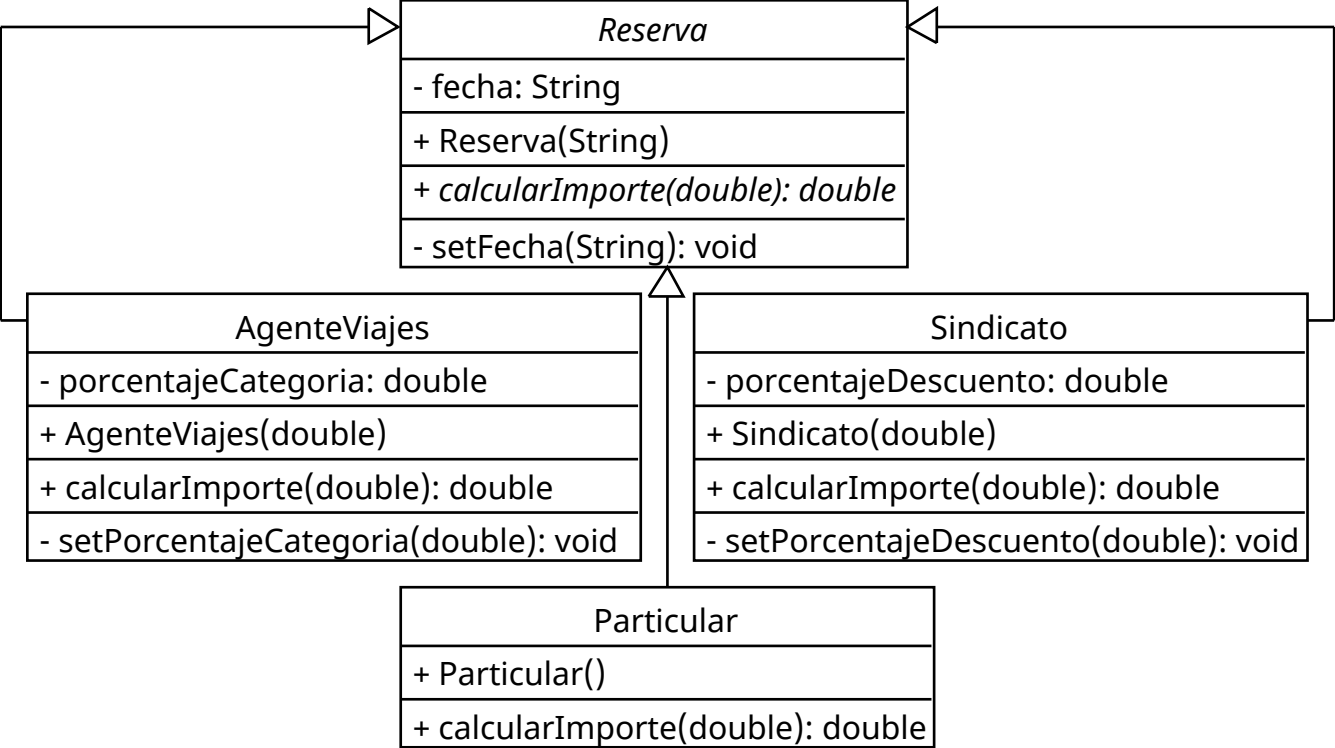 Reserva
- fecha: String
+ Reserva(String)
+ calcularImporte(double): double
- setFecha(String): void
AgenteViajes
- porcentajeCategoria: double
+ AgenteViajes(double)
+ calcularImporte(double): double
- setPorcentajeCategoria(double): void
Sindicato
- porcentajeDescuento: double
+ Sindicato(double)
+ calcularImporte(double): double
- setPorcentajeDescuento(double): void
Particular
+ Particular()
+ calcularImporte(double): double